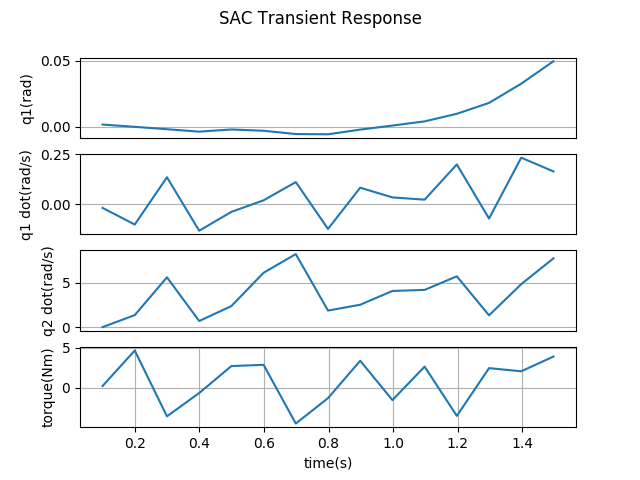 SAC Transient Response
0.05
0.00
q1(rad)
0.25
0.00
q1 dot(rad/s)
5
0
q2 dot(rad/s)
5
0
torque(Nm)
0.2 0.4 0.6 0.8 1.0 1.2 1.4
time(s)